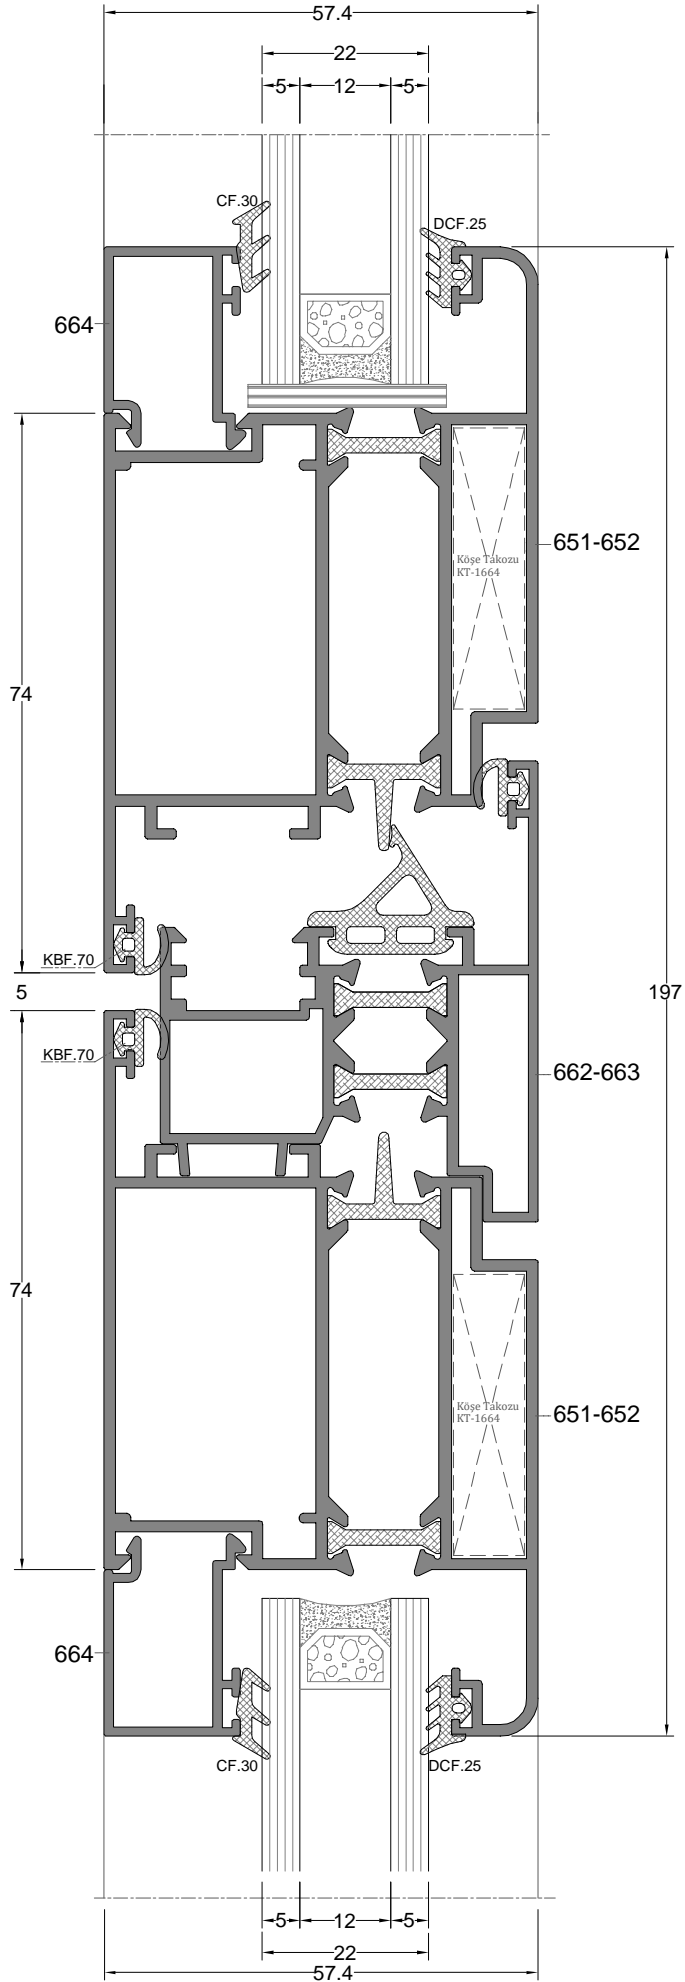 57.4
22
5 12 5
CF.30
DCF.25
664
651-652
Köşe Takozu
KT-1664
74
KBF.70
5
197
KBF.70
662-663
74
Köşe Takozu
KT-1664
651-652
664
CF.30
DCF.25
5 12 5
22
57.4